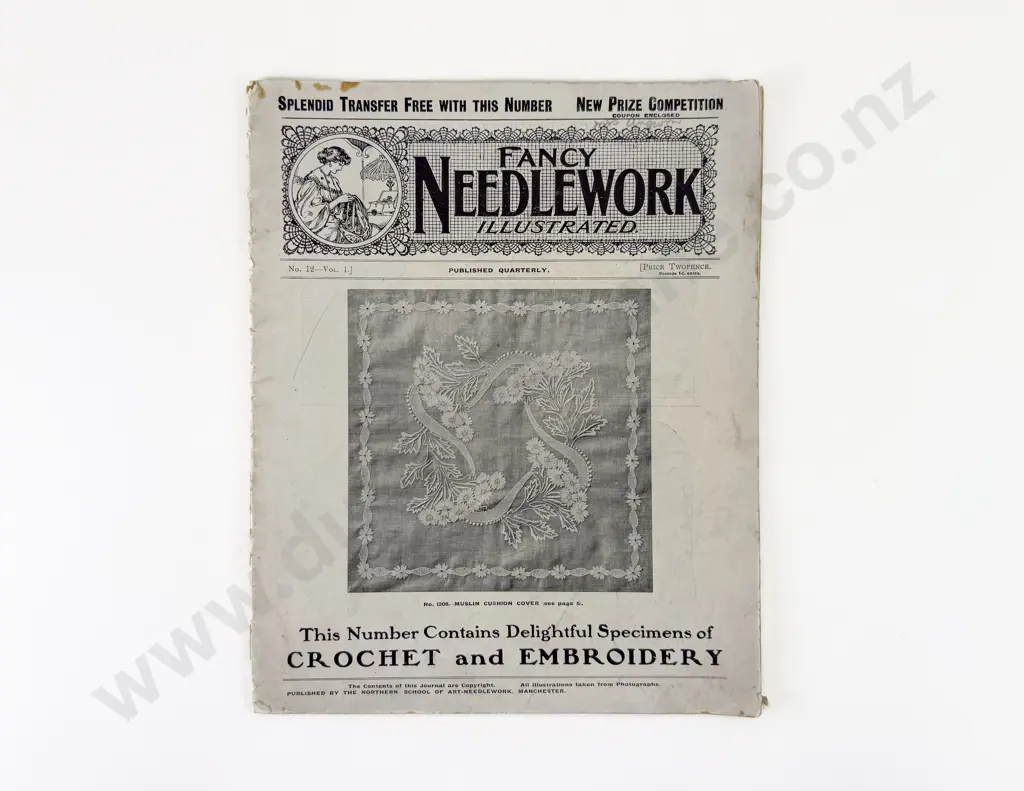 SPLENDID TRANSFER FREE WITH THIS NUMBER NEW PRIZE COMPETITION
COUPON ENCLOSED
FANCY
NEEDLEWORK
ILLUSTRATED.
No. 12—VOL. 1.] PUBLISHED QUARTERLY. [PRICE TWOPENCE.
Postage 1d. extra.
No. 1208.—MUSLIN CUSHION COVER (see page 5).
This Number Contains Delightful Specimens of
CROCHET and EMBROIDERY
The Contents of this Journal are Copyright. All Illustrations taken from Photographs.
PUBLISHED BY THE NORTHERN SCHOOL OF ART-NEEDLEWORK, MANCHESTER.